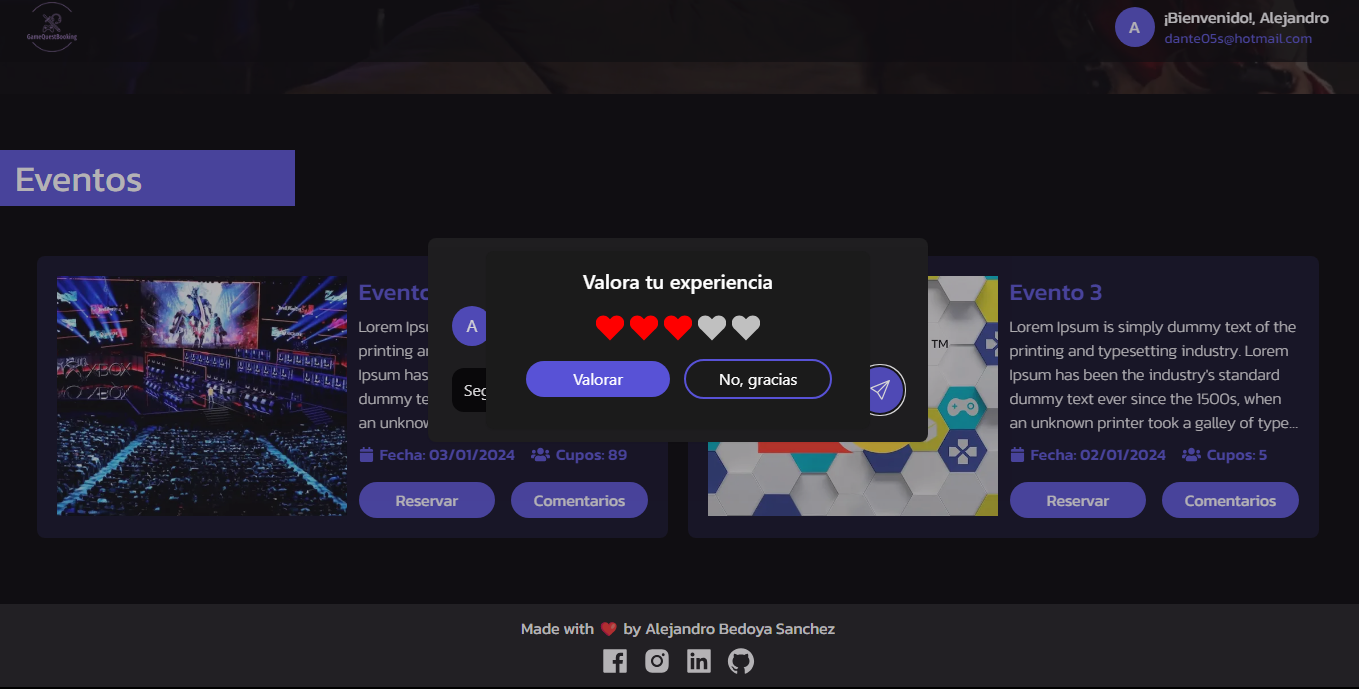 GameQuestBooking
A
¡Bienvenido!, Alejandro
dante05s@hotmail.com
Eventos
Evento
Lorem Ipsu
printing an
Ipsum has
dummy te
an unknow
Fecha: 03/01/2024 Cupos: 89
Reservar Comentarios
XBOX
XBOX
A
Seg
Valora tu experiencia
Valorar No, gracias
TM
Evento 3
Lorem Ipsum is simply dummy text of the
printing and typesetting industry. Lorem
Ipsum has been the industry's standard
dummy text ever since the 1500s, when
an unknown printer took a galley of type...
Fecha: 02/01/2024 Cupos: 5
Reservar Comentarios
Made with ❤ by Alejandro Bedoya Sanchez